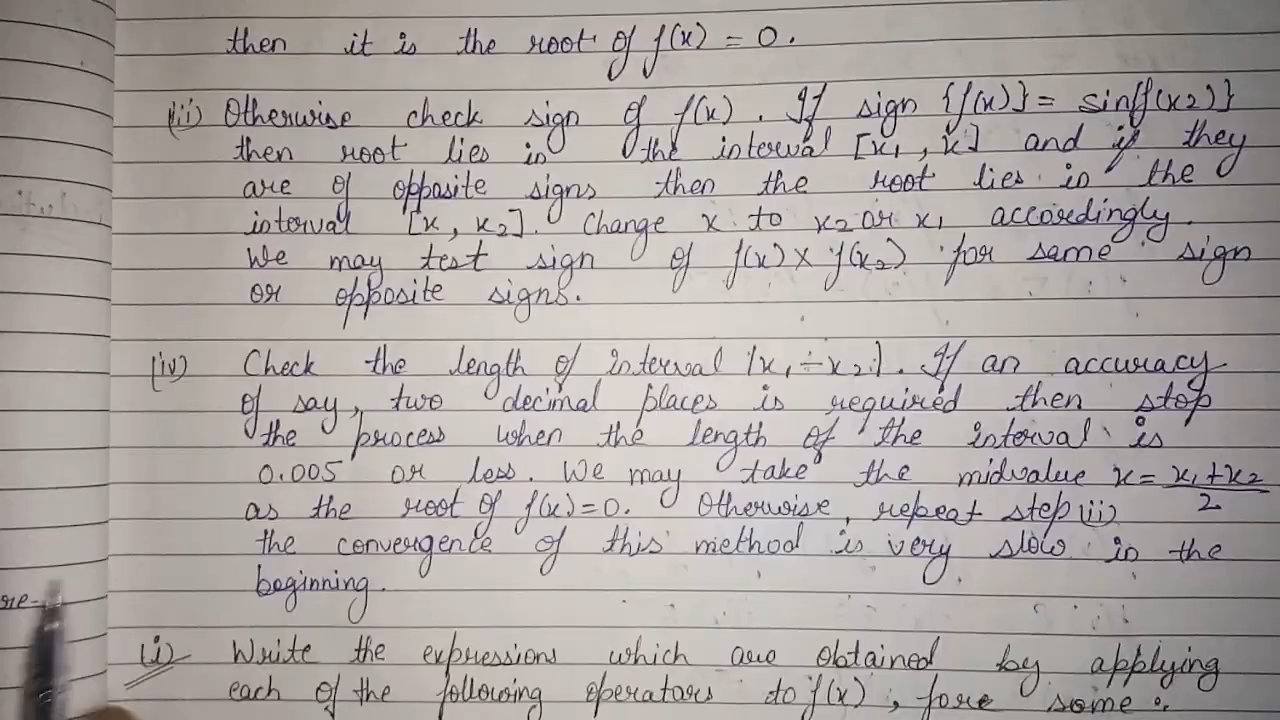 then it is the root of f(x) = 0.
(iii) Otherwise check sign of f(x). If sign {f(x)} = sin{f(x2)}
then root lies in the interval [x1, x] and if they
are of opposite signs then the root lies in the
interval [x, x2]. Change x to x2 or x1 accordingly.
We may test sign of f(x) × f(x2) for same sign
or opposite signs.
(iv) Check the length of interval |x1 - x2|. If an accuracy
of say, two decimal places is required then stop
the process when the length of the interval is
0.005 or less. We may take the midvalue x = (x1 + x2)/2
as the root of f(x) = 0. Otherwise, repeat step (ii)
the convergence of this method is very slow in the
beginning.
re-
(i) Write the expressions which are obtained by applying
each of the following operators to f(x), fore some